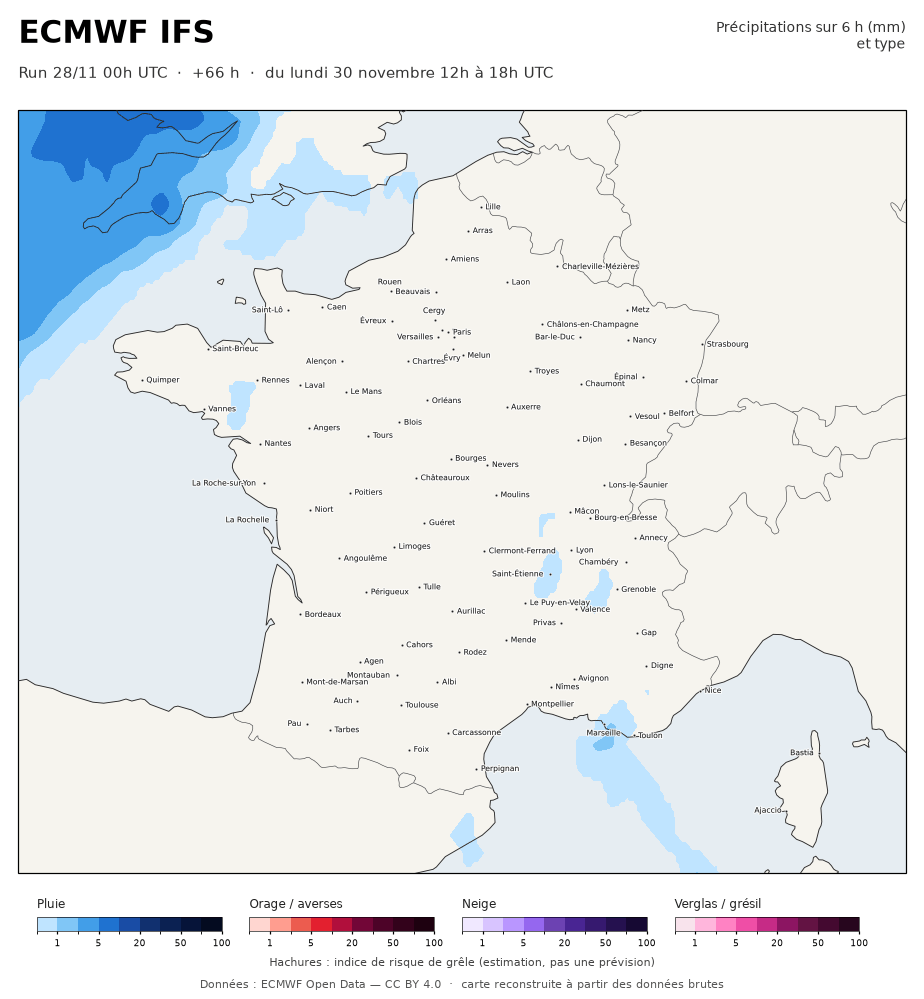 ECMWF IFS
Précipitations sur 6 h (mm)
et type
Run 28/11 00h UTC · +66 h · du lundi 30 novembre 12h à 18h UTC
Lille
Arras
Amiens
Charleville-Mézières
Rouen
Laon
Beauvais
Saint-Lô
Caen
Cergy
Metz
Évreux
Châlons-en-Champagne
Versailles
Paris
Bar-le-Duc
Nancy
Strasbourg
Saint-Brieuc
Alençon
Chartres
Évry
Melun
Quimper
Rennes
Laval
Troyes
Épinal
Chaumont
Colmar
Le Mans
Vannes
Orléans
Auxerre
Vesoul
Belfort
Angers
Blois
Tours
Nantes
Dijon
Besançon
Bourges
Nevers
La Roche-sur-Yon
Châteauroux
Lons-le-Saunier
Poitiers
Moulins
Niort
Mâcon
La Rochelle
Guéret
Bourg-en-Bresse
Annecy
Limoges
Angoulême
Clermont-Ferrand
Lyon
Chambéry
Saint-Étienne
Périgueux
Tulle
Grenoble
Le Puy-en-Velay
Bordeaux
Aurillac
Valence
Privas
Gap
Cahors
Mende
Rodez
Agen
Digne
Montauban
Mont-de-Marsan
Albi
Avignon
Nîmes
Nice
Auch
Toulouse
Montpellier
Pau
Tarbes
Carcassonne
Marseille
Toulon
Foix
Bastia
Perpignan
Ajaccio
Pluie
Orage / averses
Neige
Verglas / grésil
1 5 20 50 100
1 5 20 50 100
1 5 20 50 100
1 5 20 50 100
Hachures : indice de risque de grêle (estimation, pas une prévision)
Données : ECMWF Open Data — CC BY 4.0 · carte reconstruite à partir des données brutes